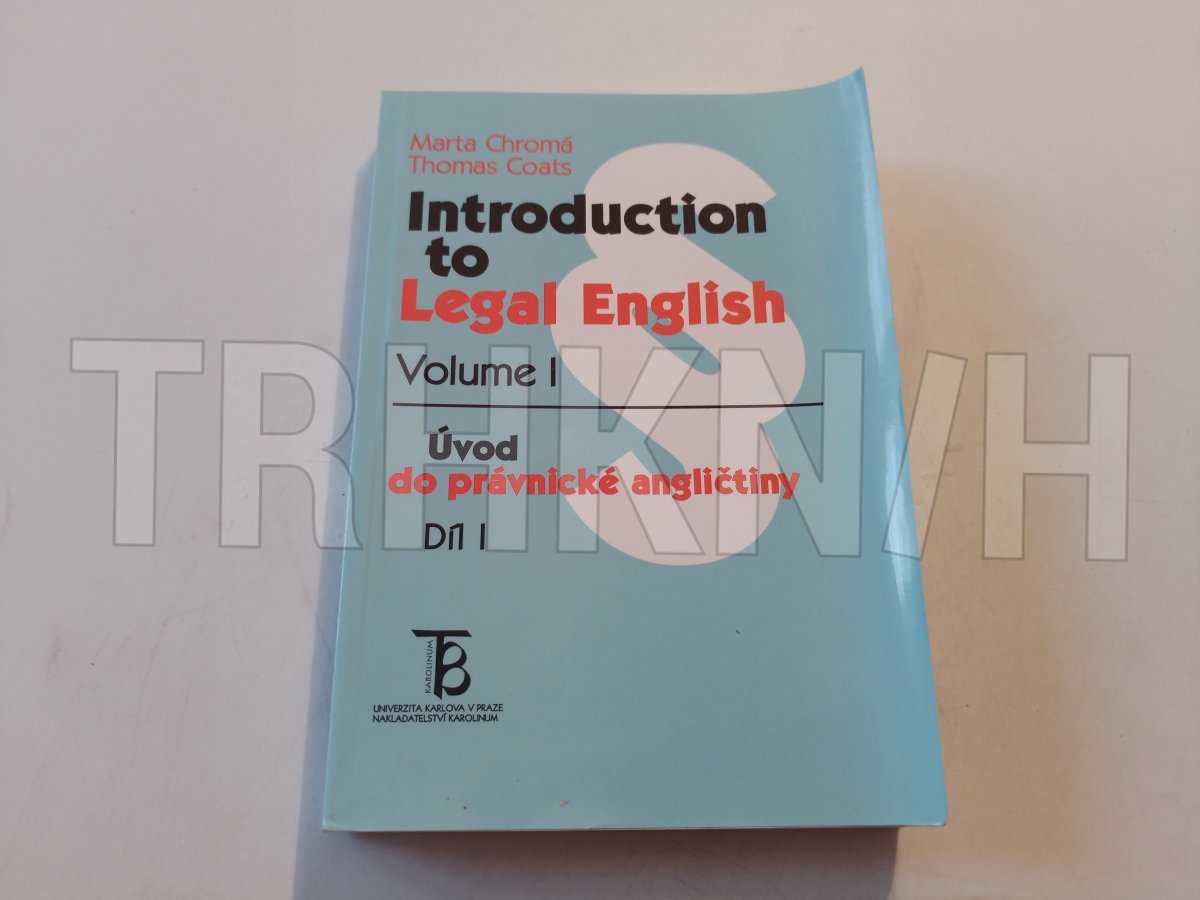 Marta Chromá
Thomas Coats
Introduction
to
Legal English
Volume I
Úvod
do právnické angličtiny
Díl I
KAROLINUM
UNIVERZITA KARLOVA V PRAZE
NAKLADATELSTVÍ KAROLINUM
TRHKNIH